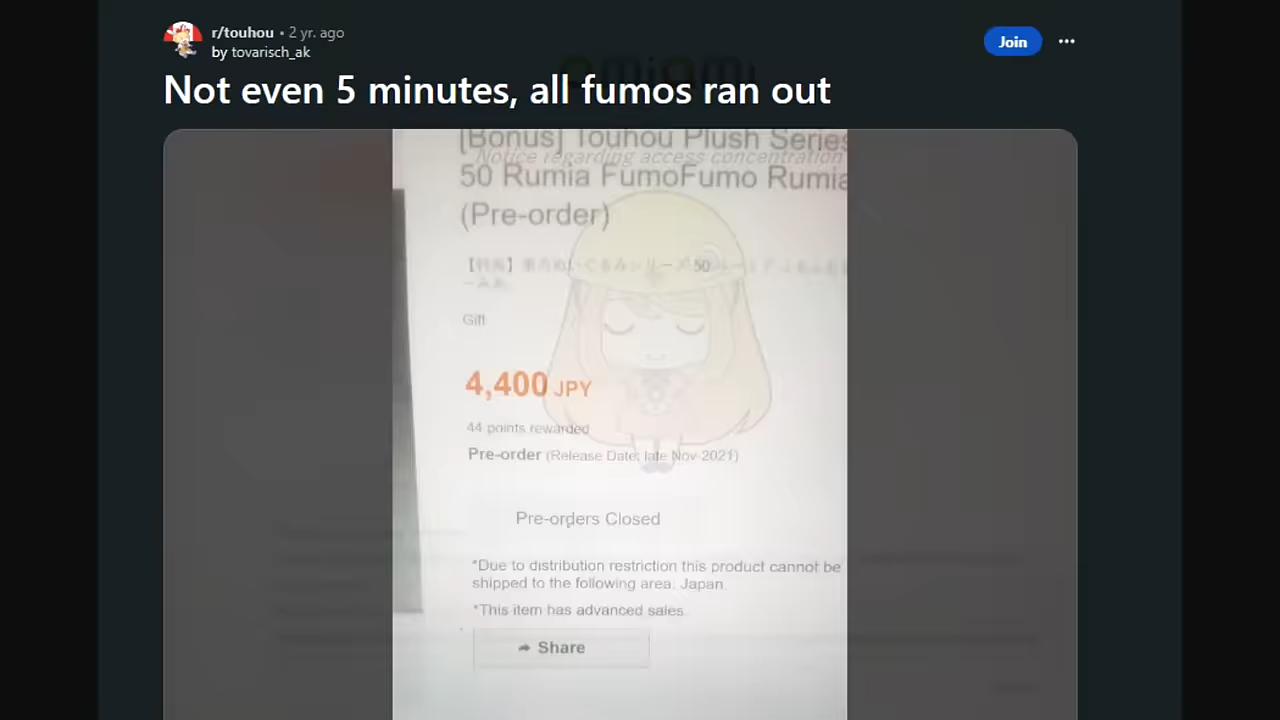 r/touhou • 2 yr. ago
by tovarisch_ak
Join
amiami
Not even 5 minutes, all fumos ran out
[Bonus] Touhou Plush Series
Notice regarding access concentration
50 Rumia FumoFumo Rumia
(Pre-order)
50
Gift
4,400 JPY
44 points rewarded
Pre-order (Release Date: late Nov-2021)
Pre-orders Closed
*Due to distribution restriction this product cannot be
shipped to the following area: Japan.
*This item has advanced sales.
Share